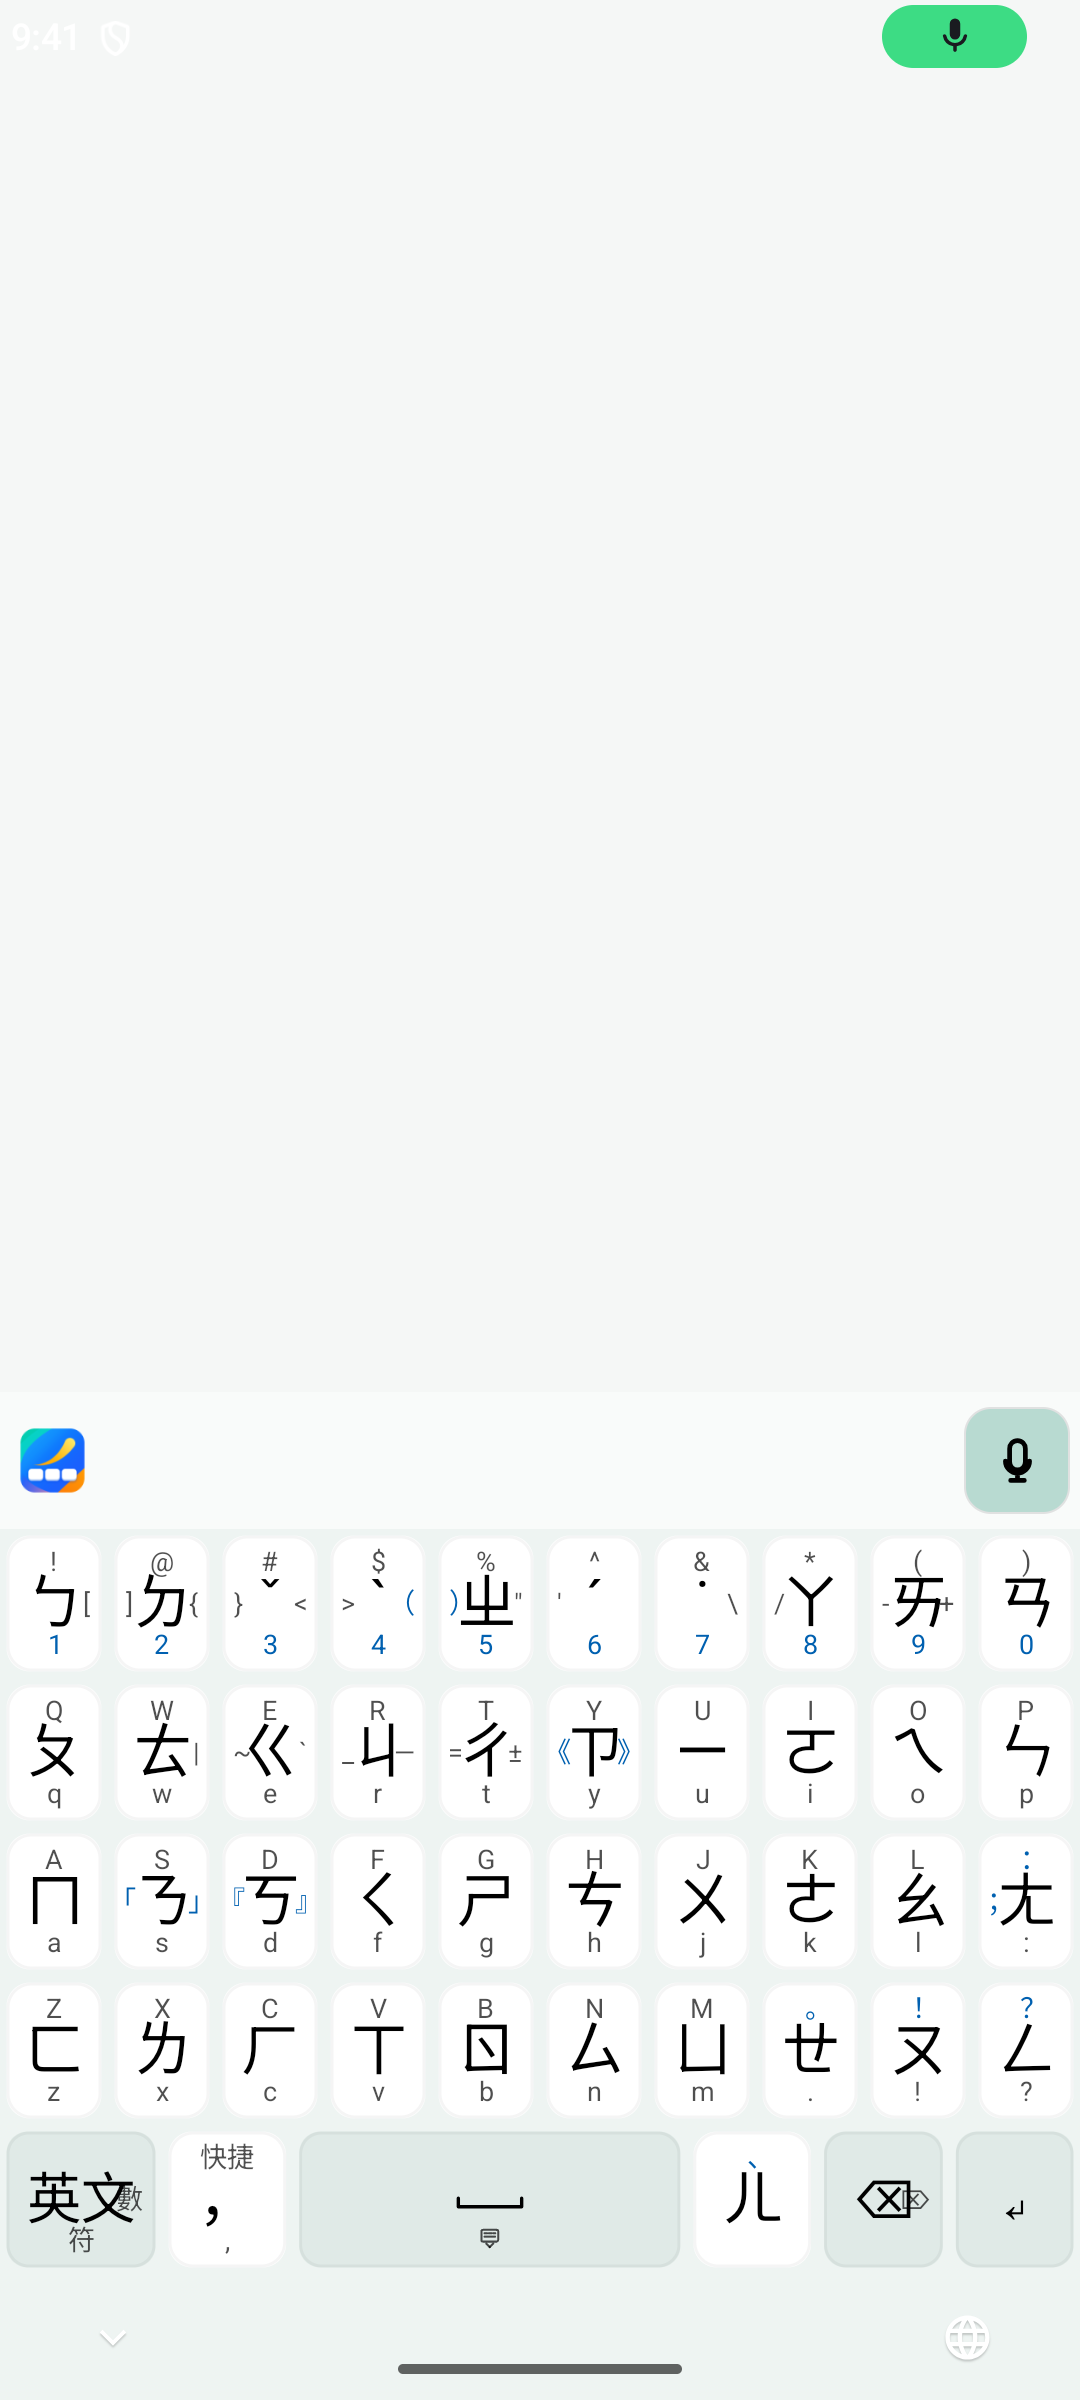 9:41
! @ # $ % ^ & * ( )
ㄅ [ ] ㄉ { } ˇ < > ˋ ( ) ㄓ " ' ˊ ˙ \ / ㄚ - ㄞ + ㄢ
1 2 3 4 5 6 7 8 9 0
Q W E R T Y U I O P
ㄆ ㄊ | ~ ㄍ ` _ ㄐ — = ㄔ ± 《 ㄗ 》 ㄧ ㄛ ㄟ ㄣ
q w e r t y u i o p
A S D F G H J K L :
ㄇ 「 ㄋ 」 『 ㄎ 』 ㄑ ㄕ ㄘ ㄨ ㄜ ㄠ ; ㄤ
a s d f g h j k l :
Z X C V B N M 。 ! ?
ㄈ ㄌ ㄏ ㄒ ㄖ ㄙ ㄩ ㄝ ㄡ ㄥ
z x c v b n m . ! ?
快捷 、
英文 數 , ㄦ
符 ,